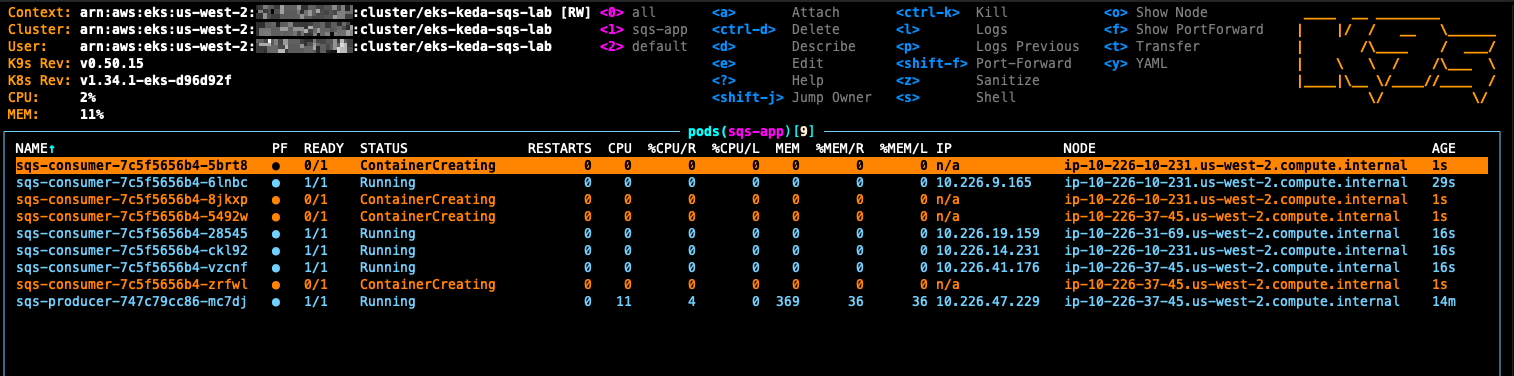 Context: arn:aws:eks:us-west-2: :cluster/eks-keda-sqs-lab [RW] <0> all <a> Attach <ctrl-k> Kill <o> Show Node
Cluster: arn:aws:eks:us-west-2: :cluster/eks-keda-sqs-lab <1> sqs-app <ctrl-d> Delete <l> Logs <f> Show PortForward
User: arn:aws:eks:us-west-2: :cluster/eks-keda-sqs-lab <2> default <d> Describe <p> Logs Previous <t> Transfer
K9s Rev: v0.50.15 <e> Edit <shift-f> Port-Forward <y> YAML
K8s Rev: v1.34.1-eks-d96d92f <?> Help <z> Sanitize
CPU: 2% <shift-j> Jump Owner <s> Shell
MEM: 11%
K9s
pods(sqs-app)[9]
NAME↑ PF READY STATUS RESTARTS CPU %CPU/R %CPU/L MEM %MEM/R %MEM/L IP NODE AGE
sqs-consumer-7c5f5656b4-5brt8 ● 0/1 ContainerCreating 0 0 0 0 0 0 0 n/a ip-10-226-10-231.us-west-2.compute.internal 1s
sqs-consumer-7c5f5656b4-6lnbc ● 1/1 Running 0 0 0 0 0 0 0 10.226.9.165 ip-10-226-10-231.us-west-2.compute.internal 29s
sqs-consumer-7c5f5656b4-8jkxp ● 0/1 ContainerCreating 0 0 0 0 0 0 0 n/a ip-10-226-10-231.us-west-2.compute.internal 1s
sqs-consumer-7c5f5656b4-5492w ● 0/1 ContainerCreating 0 0 0 0 0 0 0 n/a ip-10-226-37-45.us-west-2.compute.internal 1s
sqs-consumer-7c5f5656b4-28545 ● 1/1 Running 0 0 0 0 0 0 0 10.226.19.159 ip-10-226-31-69.us-west-2.compute.internal 16s
sqs-consumer-7c5f5656b4-ckl92 ● 1/1 Running 0 0 0 0 0 0 0 10.226.14.231 ip-10-226-10-231.us-west-2.compute.internal 16s
sqs-consumer-7c5f5656b4-vzcnf ● 1/1 Running 0 0 0 0 0 0 0 10.226.41.176 ip-10-226-37-45.us-west-2.compute.internal 16s
sqs-consumer-7c5f5656b4-zrfwl ● 0/1 ContainerCreating 0 0 0 0 0 0 0 n/a ip-10-226-37-45.us-west-2.compute.internal 1s
sqs-producer-747c79cc86-mc7dj ● 1/1 Running 0 11 4 0 369 36 36 10.226.47.229 ip-10-226-37-45.us-west-2.compute.internal 14m